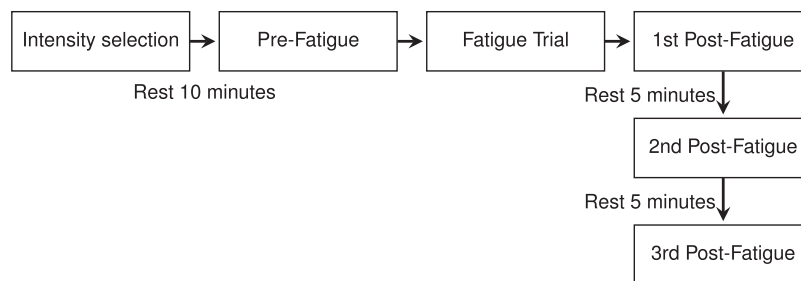 Intensity selection
Pre-Fatigue
Fatigue Trial
1st Post-Fatigue
Rest 10 minutes
Rest 5 minutes
2nd Post-Fatigue
Rest 5 minutes
3rd Post-Fatigue